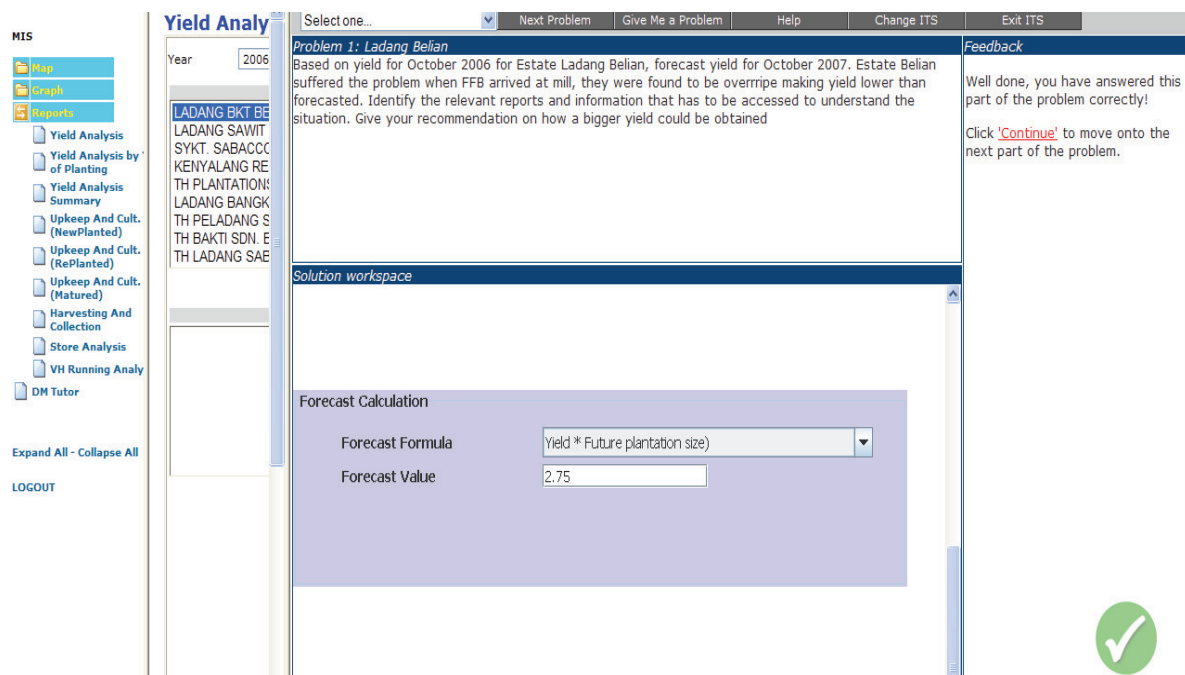 MIS
Map
Graph
Reports
Yield Analysis
Yield Analysis by
of Planting
Yield Analysis
Summary
Upkeep And Cult.
(NewPlanted)
Upkeep And Cult.
(RePlanted)
Upkeep And Cult.
(Matured)
Harvesting And
Collection
Store Analysis
VH Running Analy
DM Tutor
Expand All - Collapse All
LOGOUT
Yield Analy
Year 2006
LADANG BKT BE
LADANG SAWIT
SYKT. SABACCO
KENYALANG RE
TH PLANTATIONS
LADANG BANGK
TH PELADANG S
TH BAKTI SDN. B
TH LADANG SAB
Select one... Next Problem Give Me a Problem Help Change ITS Exit ITS
Problem 1: Ladang Belian
Based on yield for October 2006 for Estate Ladang Belian, forecast yield for October 2007. Estate Belian
suffered the problem when FFB arrived at mill, they were found to be overrripe making yield lower than
forecasted. Identify the relevant reports and information that has to be accessed to understand the
situation. Give your recommendation on how a bigger yield could be obtained
Solution workspace
Forecast Calculation
Forecast Formula Yield * Future plantation size)
Forecast Value 2.75
Feedback
Well done, you have answered this
part of the problem correctly!
Click 'Continue' to move onto the
next part of the problem.